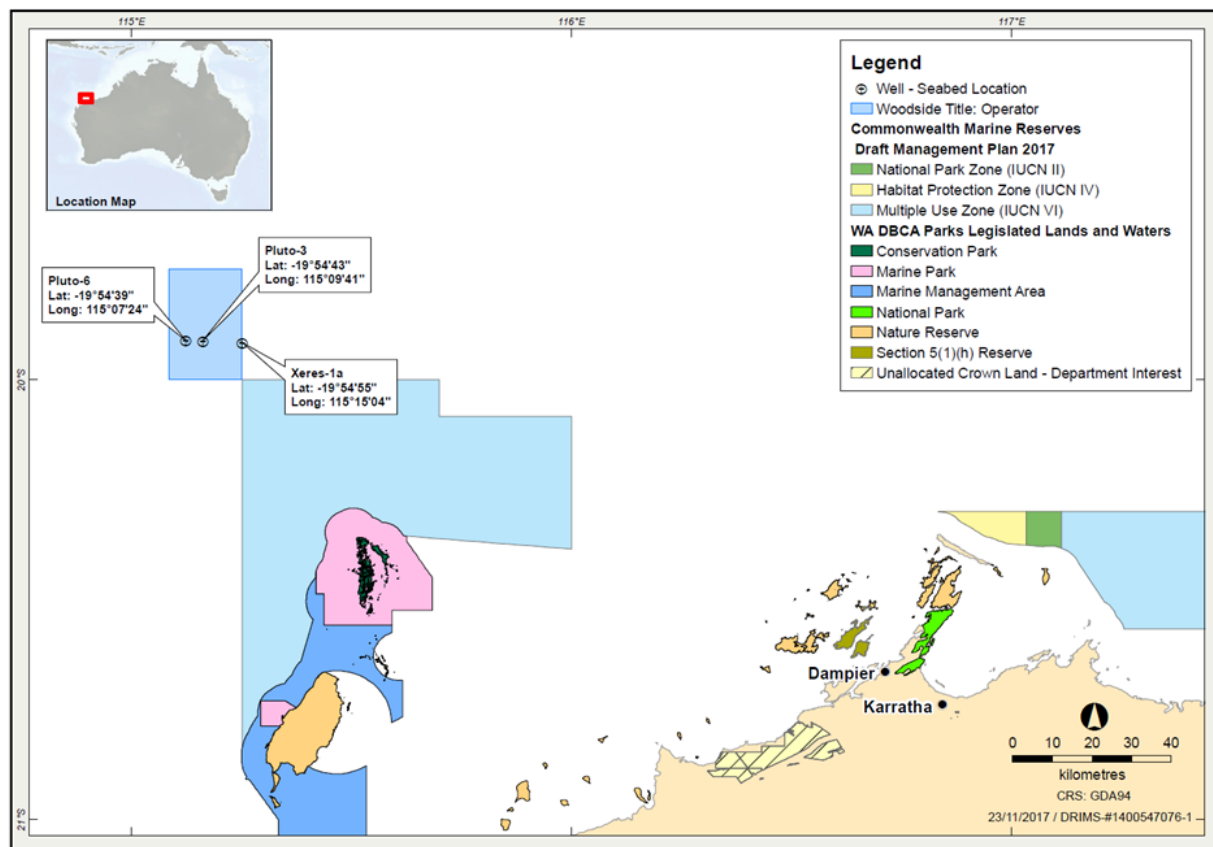 115°E
116°E
117°E
Location Map
Legend
Well - Seabed Location
Woodside Title: Operator
Commonwealth Marine Reserves
Draft Management Plan 2017
National Park Zone (IUCN II)
Habitat Protection Zone (IUCN IV)
Multiple Use Zone (IUCN VI)
WA DBCA Parks Legislated Lands and Waters
Conservation Park
Marine Park
Marine Management Area
National Park
Nature Reserve
Section 5(1)(h) Reserve
Unallocated Crown Land - Department Interest
Pluto-3
Lat: -19°54'43"
Long: 115°09'41"
Pluto-6
Lat: -19°54'39"
Long: 115°07'24"
Xeres-1a
Lat: -19°54'55"
Long: 115°15'04"
20°S
Dampier
Karratha
0 10 20 30 40
kilometres
CRS: GDA94
23/11/2017 / DRIMS-#1400547076-1
21°S